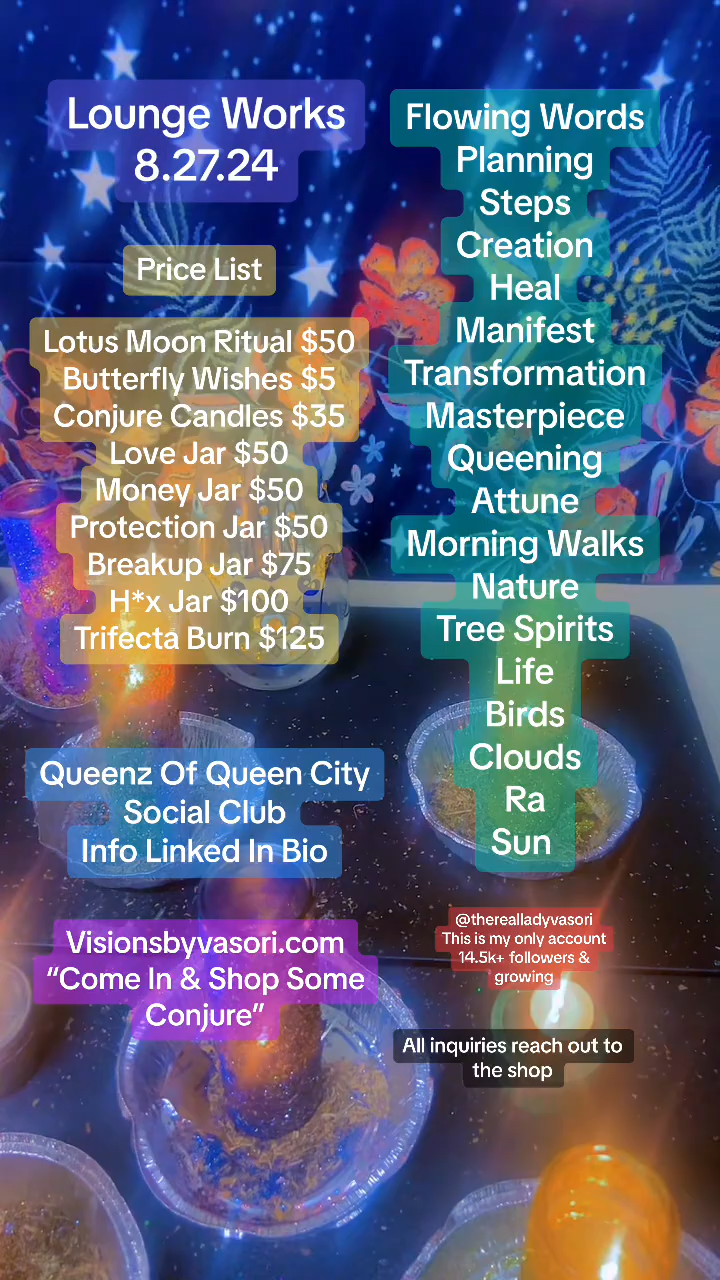 Lounge Works
8.27.24
Price List
Lotus Moon Ritual $50
Butterfly Wishes $5
Conjure Candles $35
Love Jar $50
Money Jar $50
Protection Jar $50
Breakup Jar $75
H*x Jar $100
Trifecta Burn $125
Queenz Of Queen City
Social Club
Info Linked In Bio
Visionsbyvasori.com
“Come In & Shop Some
Conjure”
Flowing Words
Planning
Steps
Creation
Heal
Manifest
Transformation
Masterpiece
Queening
Attune
Morning Walks
Nature
Tree Spirits
Life
Birds
Clouds
Ra
Sun
@therealladyvasori
This is my only account
14.5k+ followers &
growing
All inquiries reach out to
the shop